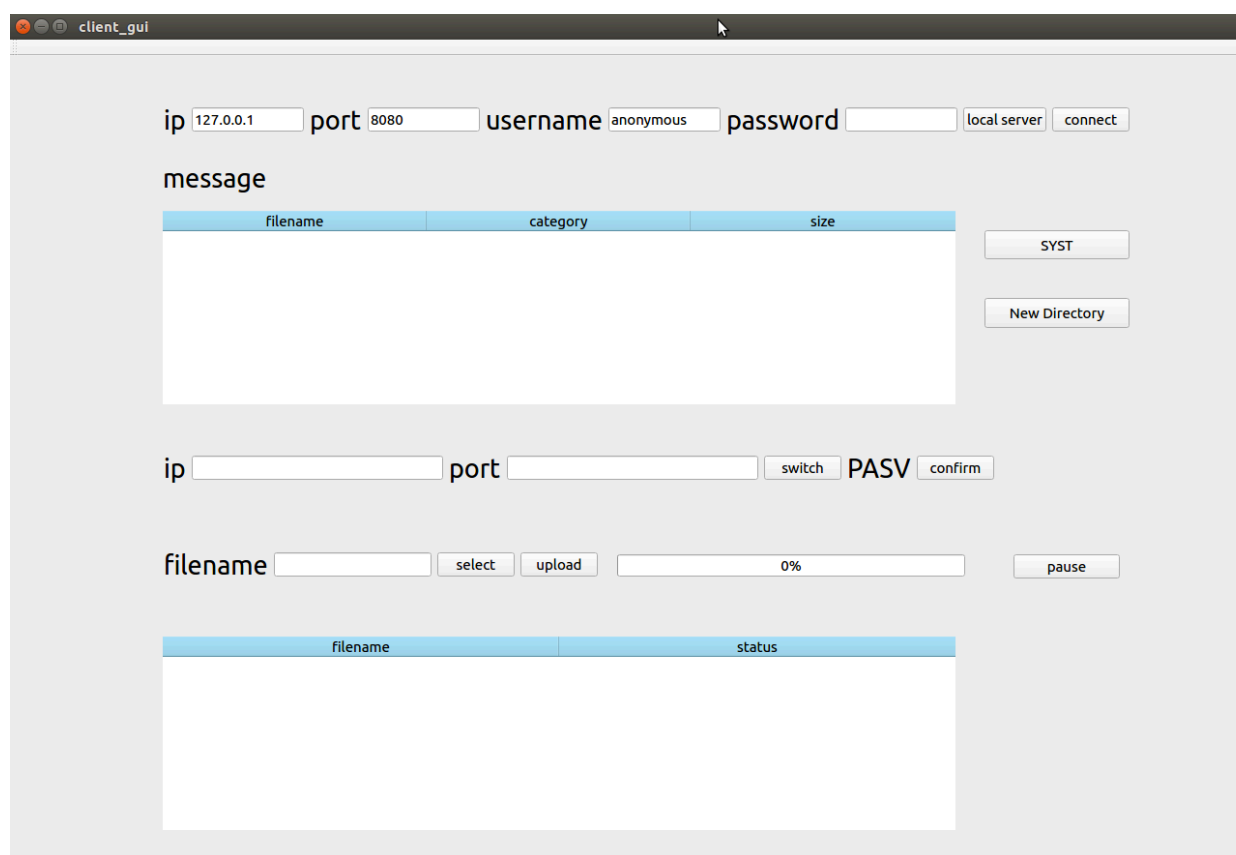 client_gui
ip 127.0.0.1 port 8080 username anonymous password local server connect
message
filename category size
SYST
New Directory
ip port switch PASV confirm
filename select upload 0% pause
filename status